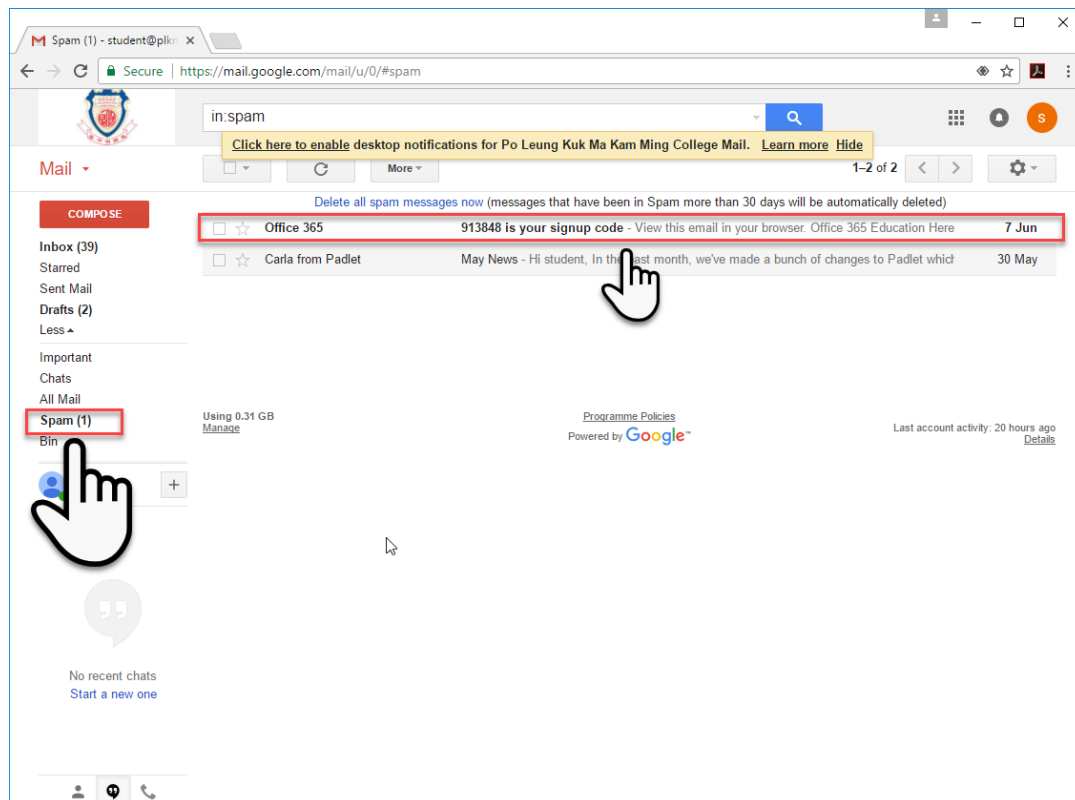 Spam (1) - student@plkm
Secure https://mail.google.com/mail/u/0/#spam
in:spam
S
Click here to enable desktop notifications for Po Leung Kuk Ma Kam Ming College Mail. Learn more Hide
Mail
More
1–2 of 2
COMPOSE
Delete all spam messages now (messages that have been in Spam more than 30 days will be automatically deleted)
Office 365 913848 is your signup code - View this email in your browser. Office 365 Education Here 7 Jun
Carla from Padlet May News - Hi student, In the past month, we've made a bunch of changes to Padlet which 30 May
Inbox (39)
Starred
Sent Mail
Drafts (2)
Less
Important
Chats
All Mail
Spam (1)
Bin
Using 0.31 GB
Manage
Programme Policies
Powered by Google™
Last account activity: 20 hours ago
Details
No recent chats
Start a new one